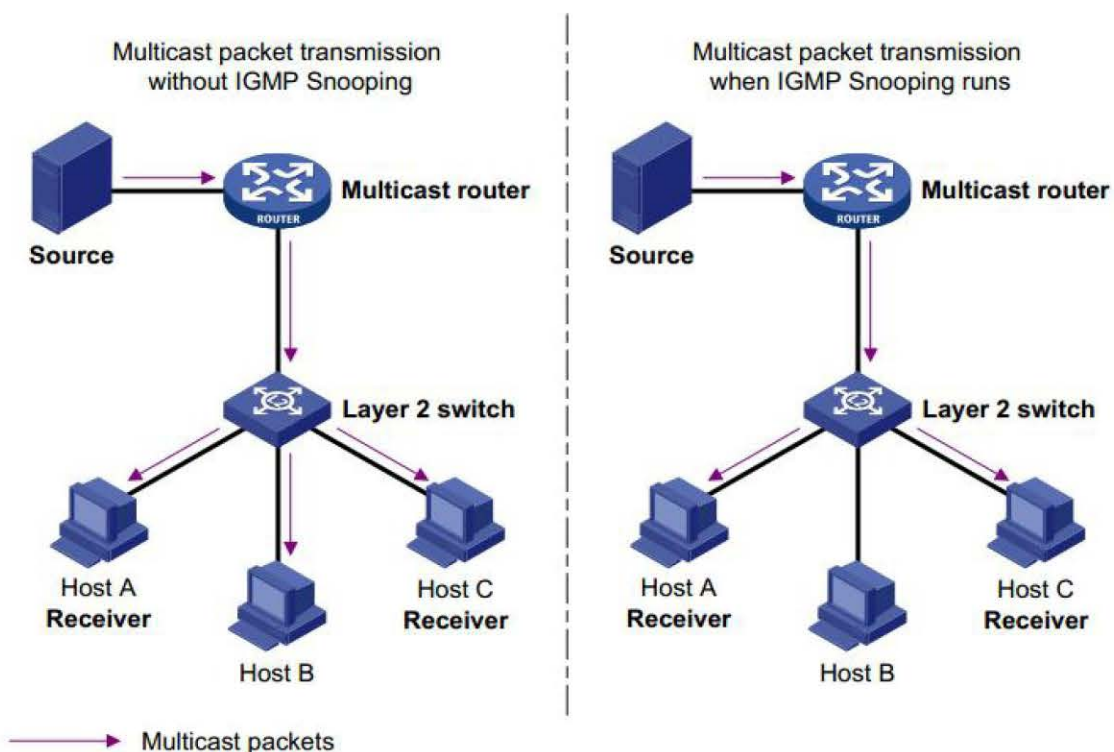 Multicast packet transmission
without IGMP Snooping
Source
ROUTER
Multicast router
Layer 2 switch
Host A
Receiver
Host B
Host C
Receiver
Multicast packet transmission
when IGMP Snooping runs
Source
ROUTER
Multicast router
Layer 2 switch
Host A
Receiver
Host B
Host C
Receiver
Multicast packets